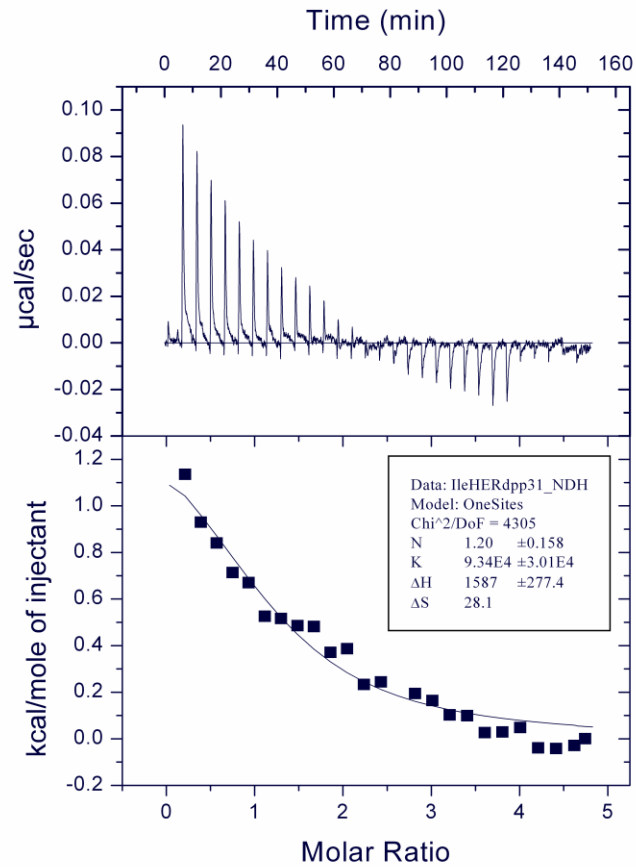 Time (min)
0 20 40 60 80 100 120 140 160
0.10
0.08
0.06
0.04
0.02
0.00
-0.02
-0.04
µcal/sec
1.2
1.0
0.8
0.6
0.4
0.2
0.0
-0.2
kcal/mole of injectant
Data: IleHERdpp31_NDH
Model: OneSites
Chi^2/DoF = 4305
N 1.20 ±0.158
K 9.34E4 ±3.01E4
ΔH 1587 ±277.4
ΔS 28.1
0 1 2 3 4 5
Molar Ratio